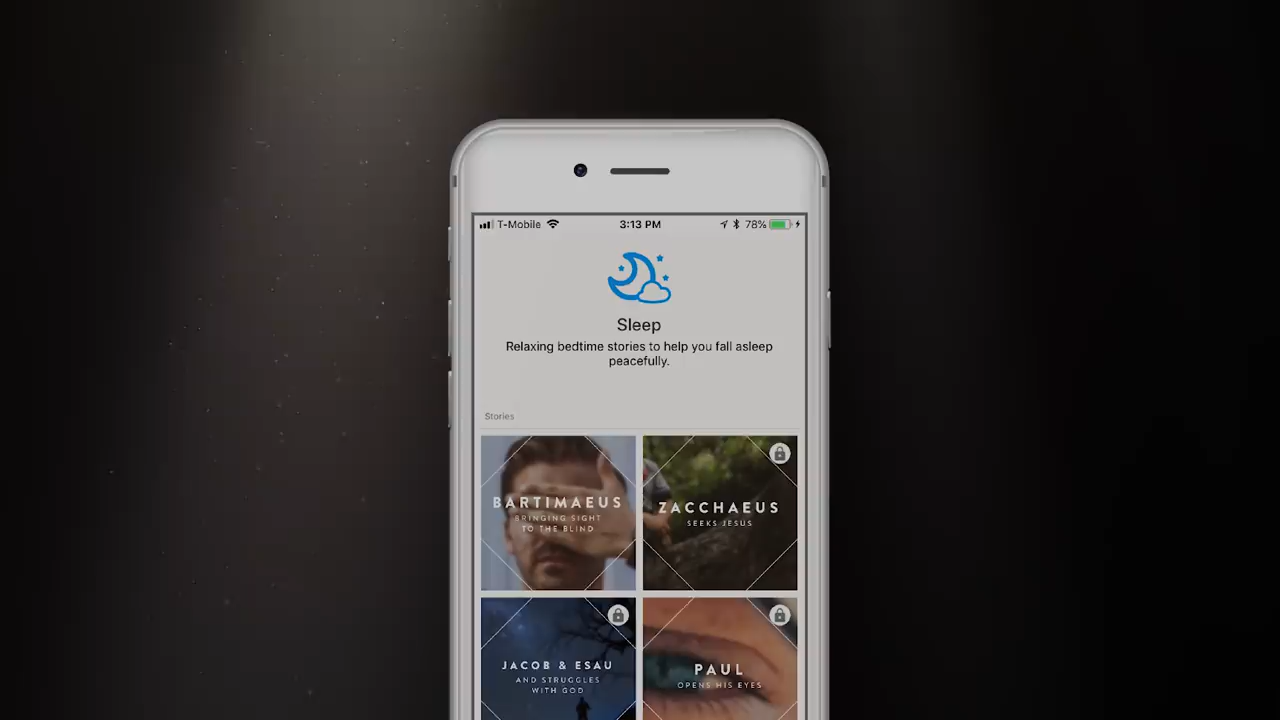 T-Mobile 3:13 PM 78%
Sleep
Relaxing bedtime stories to help you fall asleep
peacefully.
Stories
BARTIMAEUS
BRINGING SIGHT
TO THE BLIND
ZACCHAEUS
SEEKS JESUS
JACOB & ESAU
AND STRUGGLES
WITH GOD
PAUL
OPENS HIS EYES